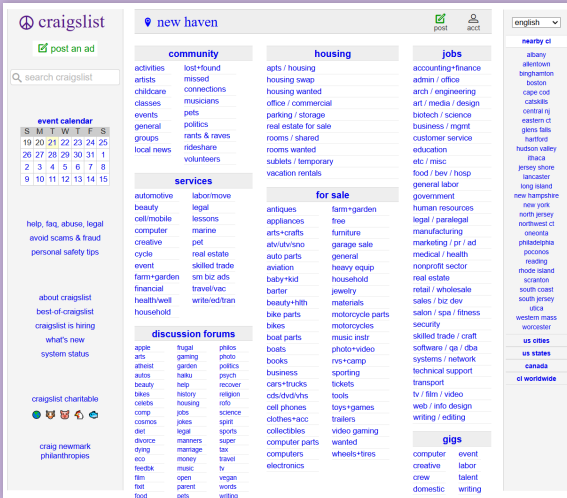 craigslist
post an ad
search craigslist
event calendar
S M T W T F S
19 20 21 22 23 24 25
26 27 28 29 30 31 1
2 3 4 5 6 7 8
9 10 11 12 13 14 15
help, faq, abuse, legal
avoid scams & fraud
personal safety tips
about craigslist
best-of-craigslist
craigslist is hiring
what's new
system status
craigslist charitable
craig newmark
philanthropies
new haven
post
acct
community
activities
artists
childcare
classes
events
general
groups
local news
lost+found
missed
connections
musicians
pets
politics
rants & raves
rideshare
volunteers
services
automotive
beauty
cell/mobile
computer
creative
cycle
event
farm+garden
financial
health/well
household
labor/move
legal
lessons
marine
pet
real estate
skilled trade
sm biz ads
travel/vac
write/ed/tran
discussion forums
apple
arts
atheist
autos
beauty
bikes
celebs
comp
cosmos
diet
divorce
dying
eco
feedbk
film
fixit
food
frugal
gaming
garden
haiku
help
history
housing
jobs
jokes
legal
manners
marriage
money
music
open
parent
pets
philos
photo
politics
psych
recover
religion
rofo
science
spirit
sports
super
tax
travel
tv
vegan
words
writing
housing
apts / housing
housing swap
housing wanted
office / commercial
parking / storage
real estate for sale
rooms / shared
rooms wanted
sublets / temporary
vacation rentals
for sale
antiques
appliances
arts+crafts
atv/utv/sno
auto parts
aviation
baby+kid
barter
beauty+hlth
bike parts
bikes
boat parts
boats
books
business
cars+trucks
cds/dvd/vhs
cell phones
clothes+acc
collectibles
computer parts
computers
electronics
farm+garden
free
furniture
garage sale
general
heavy equip
household
jewelry
materials
motorcycle parts
motorcycles
music instr
photo+video
rvs+camp
sporting
tickets
tools
toys+games
trailers
video gaming
wanted
wheels+tires
jobs
accounting+finance
admin / office
arch / engineering
art / media / design
biotech / science
business / mgmt
customer service
education
etc / misc
food / bev / hosp
general labor
government
human resources
legal / paralegal
manufacturing
marketing / pr / ad
medical / health
nonprofit sector
real estate
retail / wholesale
sales / biz dev
salon / spa / fitness
security
skilled trade / craft
software / qa / dba
systems / network
technical support
transport
tv / film / video
web / info design
writing / editing
gigs
computer
creative
crew
domestic
event
labor
talent
writing
english
nearby cl
albany
allentown
binghamton
boston
cape cod
catskills
central nj
eastern ct
glens falls
hartford
hudson valley
ithaca
jersey shore
lancaster
long island
new hampshire
new york
north jersey
northwest ct
oneonta
philadelphia
poconos
reading
rhode island
scranton
south coast
south jersey
utica
western mass
worcester
us cities
us states
canada
cl worldwide